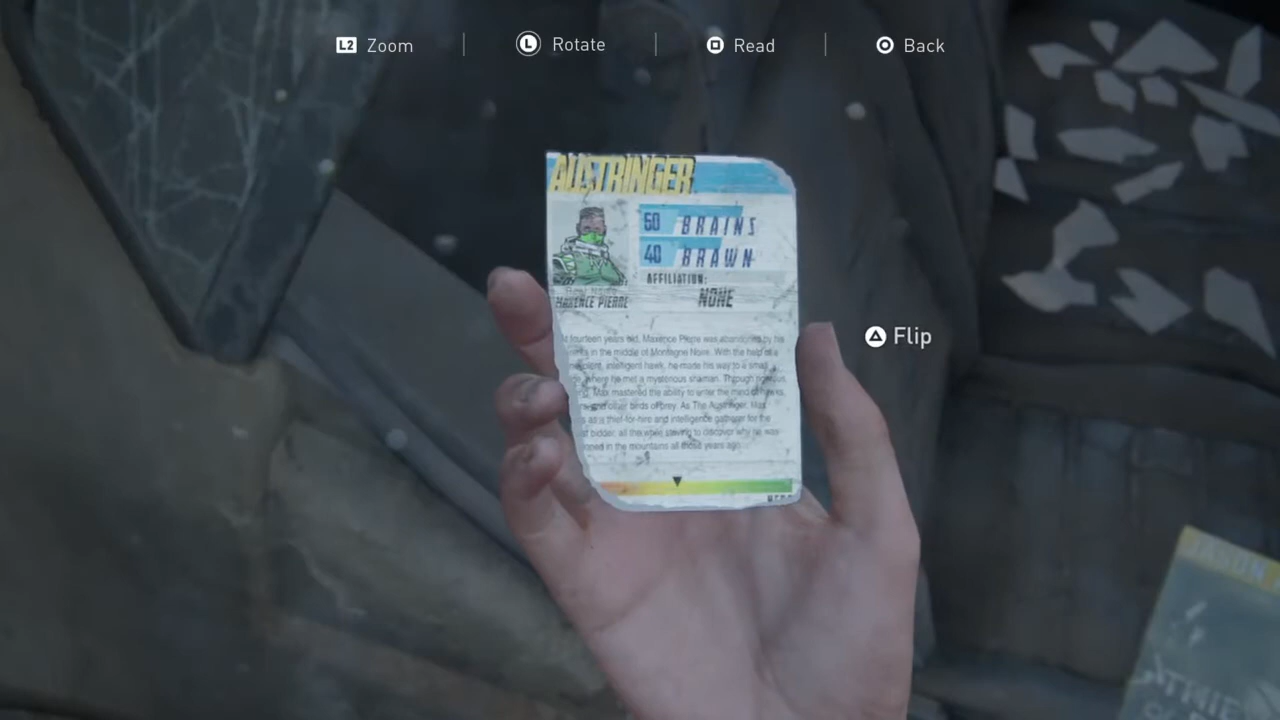 L2 Zoom
L Rotate
Read
Back
AUSTRINGER
60 BRAINS
40 BRAWN
AFFILIATION:
NONE
MAXENCE PIERRE
Flip
At fourteen years old, Maxence Pierre was abandoned by his
in the middle of Montagne Noire. With the help of a
intelligent hawk, he made his way to a small
where he met a mysterious shaman. Through
Max mastered the ability to enter the mind of hawks,
and other birds of prey. As The Austringer, Max
as a thief-for-hire and intelligence gatherer for the
bidder, all the while striving to discover why he was
in the mountains all those years ago.
HERO